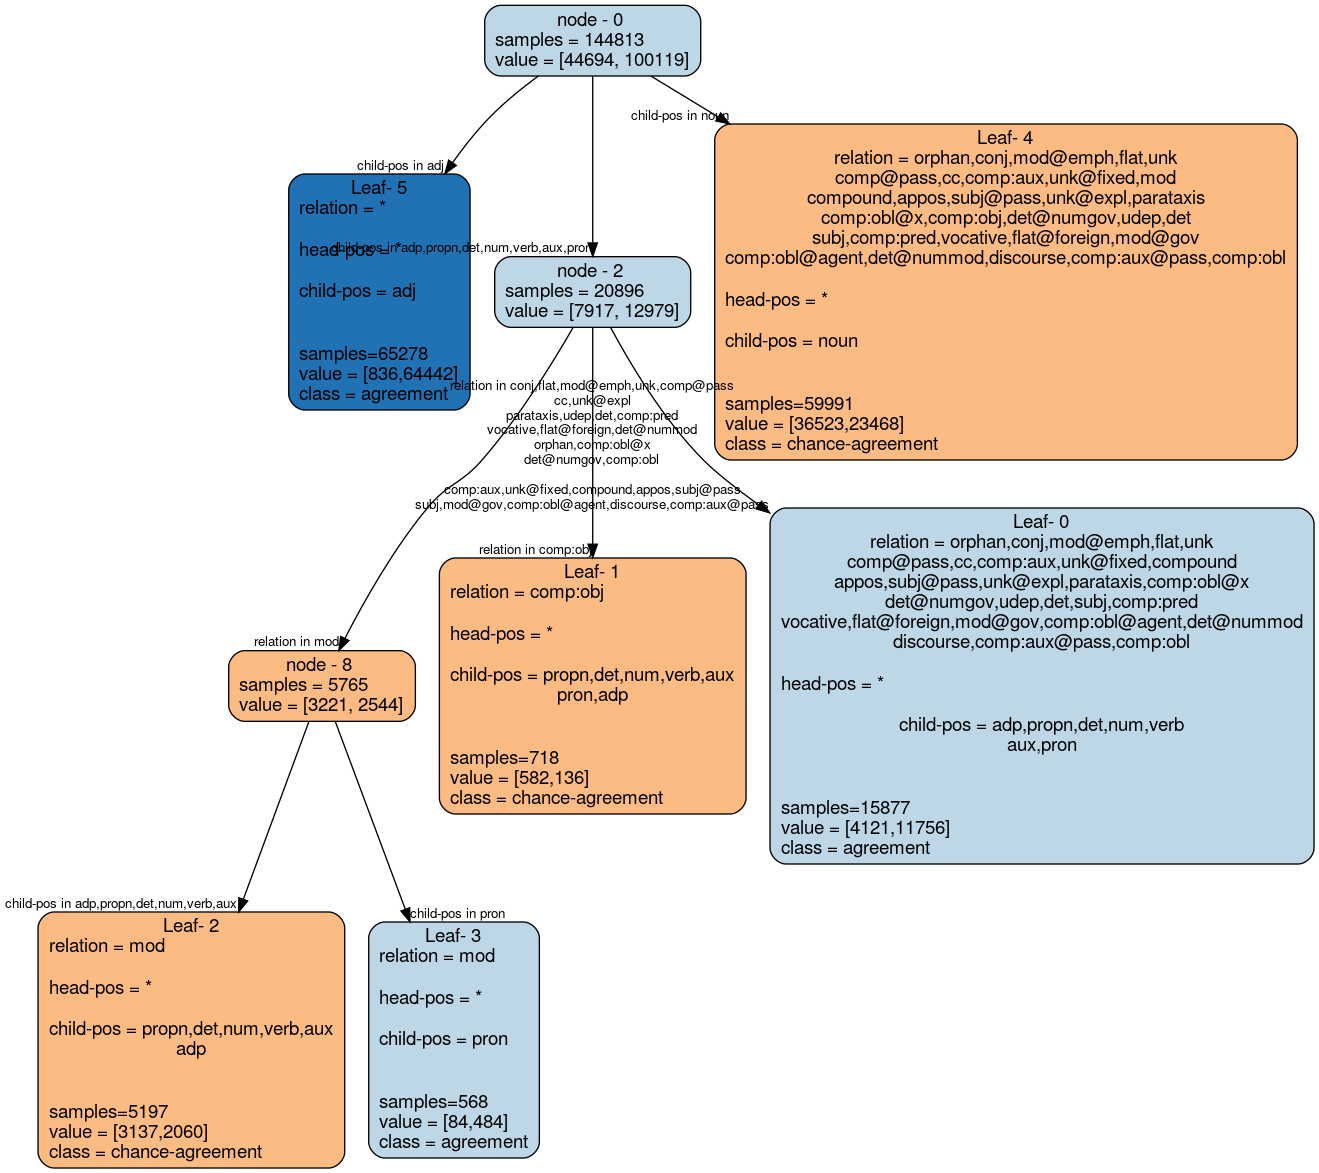 node - 0
samples = 144813
value = [44694, 100119]
child-pos in noun
child-pos in adj
child-pos in adp,propn,det,num,verb,aux,pron
Leaf- 4
relation = orphan,conj,mod@emph,flat,unk
comp@pass,cc,comp:aux,unk@fixed,mod
compound,appos,subj@pass,unk@expl,parataxis
comp:obl@x,comp:obj,det@numgov,udep,det
subj,comp:pred,vocative,flat@foreign,mod@gov
comp:obl@agent,det@nummod,discourse,comp:aux@pass,comp:obl
head-pos = *
child-pos = noun
samples=59991
value = [36523,23468]
class = chance-agreement
Leaf- 5
relation = *
head-pos = *
child-pos = adj
samples=65278
value = [836,64442]
class = agreement
node - 2
samples = 20896
value = [7917, 12979]
relation in conj,flat,mod@emph,unk,comp@pass
cc,unk@expl
parataxis,udep,det,comp:pred
vocative,flat@foreign,det@nummod
orphan,comp:obl@x
det@numgov,comp:obl
comp:aux,unk@fixed,compound,appos,subj@pass
subj,mod@gov,comp:obl@agent,discourse,comp:aux@pass
relation in comp:obj
relation in mod
Leaf- 0
relation = orphan,conj,mod@emph,flat,unk
comp@pass,cc,comp:aux,unk@fixed,compound
appos,subj@pass,unk@expl,parataxis,comp:obl@x
det@numgov,udep,det,subj,comp:pred
vocative,flat@foreign,mod@gov,comp:obl@agent,det@nummod
discourse,comp:aux@pass,comp:obl
head-pos = *
child-pos = adp,propn,det,num,verb
aux,pron
samples=15877
value = [4121,11756]
class = agreement
Leaf- 1
relation = comp:obj
head-pos = *
child-pos = propn,det,num,verb,aux
pron,adp
samples=718
value = [582,136]
class = chance-agreement
node - 8
samples = 5765
value = [3221, 2544]
child-pos in adp,propn,det,num,verb,aux
child-pos in pron
Leaf- 2
relation = mod
head-pos = *
child-pos = propn,det,num,verb,aux
adp
samples=5197
value = [3137,2060]
class = chance-agreement
Leaf- 3
relation = mod
head-pos = *
child-pos = pron
samples=568
value = [84,484]
class = agreement